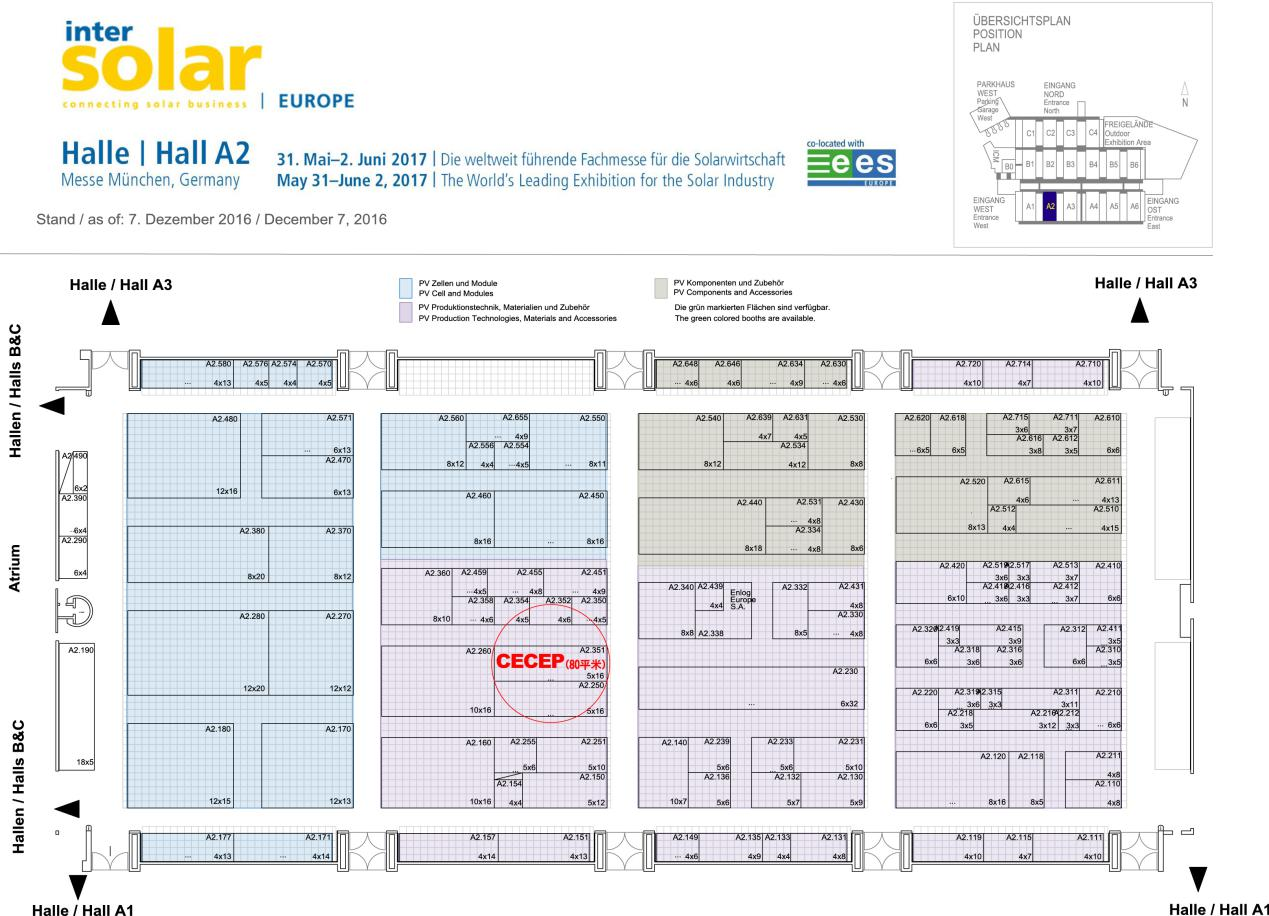 inter
solar
connecting solar business | EUROPE
Halle | Hall A2
Messe München, Germany
31. Mai–2. Juni 2017 | Die weltweit führende Fachmesse für die Solarwirtschaft
May 31–June 2, 2017 | The World's Leading Exhibition for the Solar Industry
co-located with
ees
EUROPE
Stand / as of: 7. Dezember 2016 / December 7, 2016
ÜBERSICHTSPLAN
POSITION
PLAN
PARKHAUS
WEST
Parking
Garage
West
EINGANG
NORD
Entrance
North
N
FREIGELÄNDE
Outdoor
Exhibition Area
C1 C2 C3 C4
ICM
B0 B1 B2 B3 B4 B5 B6
EINGANG
WEST
Entrance
West
A1 A2 A3 A4 A5 A6
EINGANG
OST
Entrance
East
Halle / Hall A3
PV Zellen und Module
PV Cell and Modules
PV Produktionstechnik, Materialien und Zubehör
PV Production Technologies, Materials and Accessories
PV Komponenten und Zubehör
PV Components and Accessories
Die grün markierten Flächen sind verfügbar.
The green colored booths are available.
Halle / Hall A3
Hallen / Halls B&C
Atrium
Hallen / Halls B&C
A2.580 A2.576 A2.574 A2.570
... 4x13 4x5 4x4 4x5
A2.648 A2.646 A2.634 A2.630
... 4x6 4x6 ... 4x9 ... 4x6
A2.720 A2.714 A2.710
4x10 4x7 4x10
A2.490
6x2
A2.390
...6x4
A2.290
6x4
A2.190
18x5
A2.480 A2.571
... 6x13
A2.470
12x16 6x13
A2.380 A2.370
8x20 8x12
A2.280 A2.270
12x20 12x12
A2.180 A2.170
12x15 12x13
A2.560 A2.655 A2.550
... 4x9
A2.556 A2.554
8x12 4x4 ...4x5 ... 8x11
A2.460 A2.450
8x16 ... 8x16
A2.360 A2.459 A2.455 A2.451
...4x5 ... 4x8 ... 4x9
A2.358 A2.354 A2.352 A2.350
8x10 ... 4x6 4x5 4x6 ...4x5
A2.260 A2.351
CECEP(80平米)
... 5x16
A2.250
10x16 ... 5x16
A2.160 A2.255 A2.251
... 5x6 5x10
A2.154 A2.150
10x16 4x4 5x12
A2.540 A2.639 A2.631 A2.530
4x7 4x5
A2.534
8x12 4x12 8x8
A2.440 A2.531 A2.430
... 4x8
A2.334
8x18 ... 4x8 8x6
A2.340 A2.439 Enlog
Europe
S.A.
A2.332 A2.431
4x4 4x8
A2.330
8x8 A2.338 8x5 ... 4x8
A2.230
... 6x32
A2.140 A2.239 A2.233 A2.231
5x6 ... 5x6 5x10
A2.136 A2.132 A2.130
10x7 5x6 5x7 5x9
A2.620 A2.618 A2.715 A2.711 A2.610
3x6 3x7
A2.616 A2.612
...6x5 6x5 3x8 3x5 6x6
A2.520 A2.615 A2.611
4x6 ... 4x13
A2.512 A2.510
8x13 4x4 ... 4x15
A2.420 A2.517 A2.513 A2.410
3x6 3x3 3x7
A2.416 A2.412
6x10 ... 3x6 3x3 ... 3x7 6x6
A2.419 A2.415 A2.312 A2.411
3x3 3x9 3x5
A2.318 A2.316 A2.310
6x6 3x6 3x6 6x6 ...3x5
A2.220 A2.315 A2.311 A2.210
3x6 3x3 3x11
A2.218 A2.212
6x6 3x5 3x12 3x3 ... 6x6
A2.120 A2.118 A2.211
4x8
A2.110
... 8x16 8x5 4x8
A2.177 A2.171
... 4x13 ... 4x14
A2.157 A2.151
4x14 4x13
A2.149 A2.135 A2.133 A2.131
... 4x6 4x9 4x4 4x8
A2.119 A2.115 A2.111
4x10 4x7 4x10
Halle / Hall A1
Halle / Hall A1